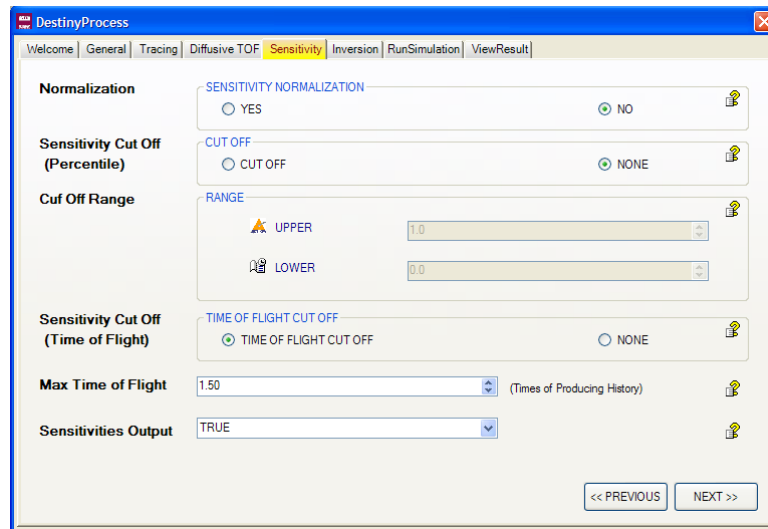 DestinyProcess
Welcome General Tracing Diffusive TOF Sensitivity Inversion RunSimulation ViewResult
Normalization
SENSITIVITY NORMALIZATION
YES NO
Sensitivity Cut Off
(Percentile)
CUT OFF
CUT OFF NONE
Cuf Off Range
RANGE
UPPER 1.0
LOWER 0.0
Sensitivity Cut Off
(Time of Flight)
TIME OF FLIGHT CUT OFF
TIME OF FLIGHT CUT OFF NONE
Max Time of Flight 1.50 (Times of Producing History)
Sensitivities Output TRUE
<< PREVIOUS NEXT >>